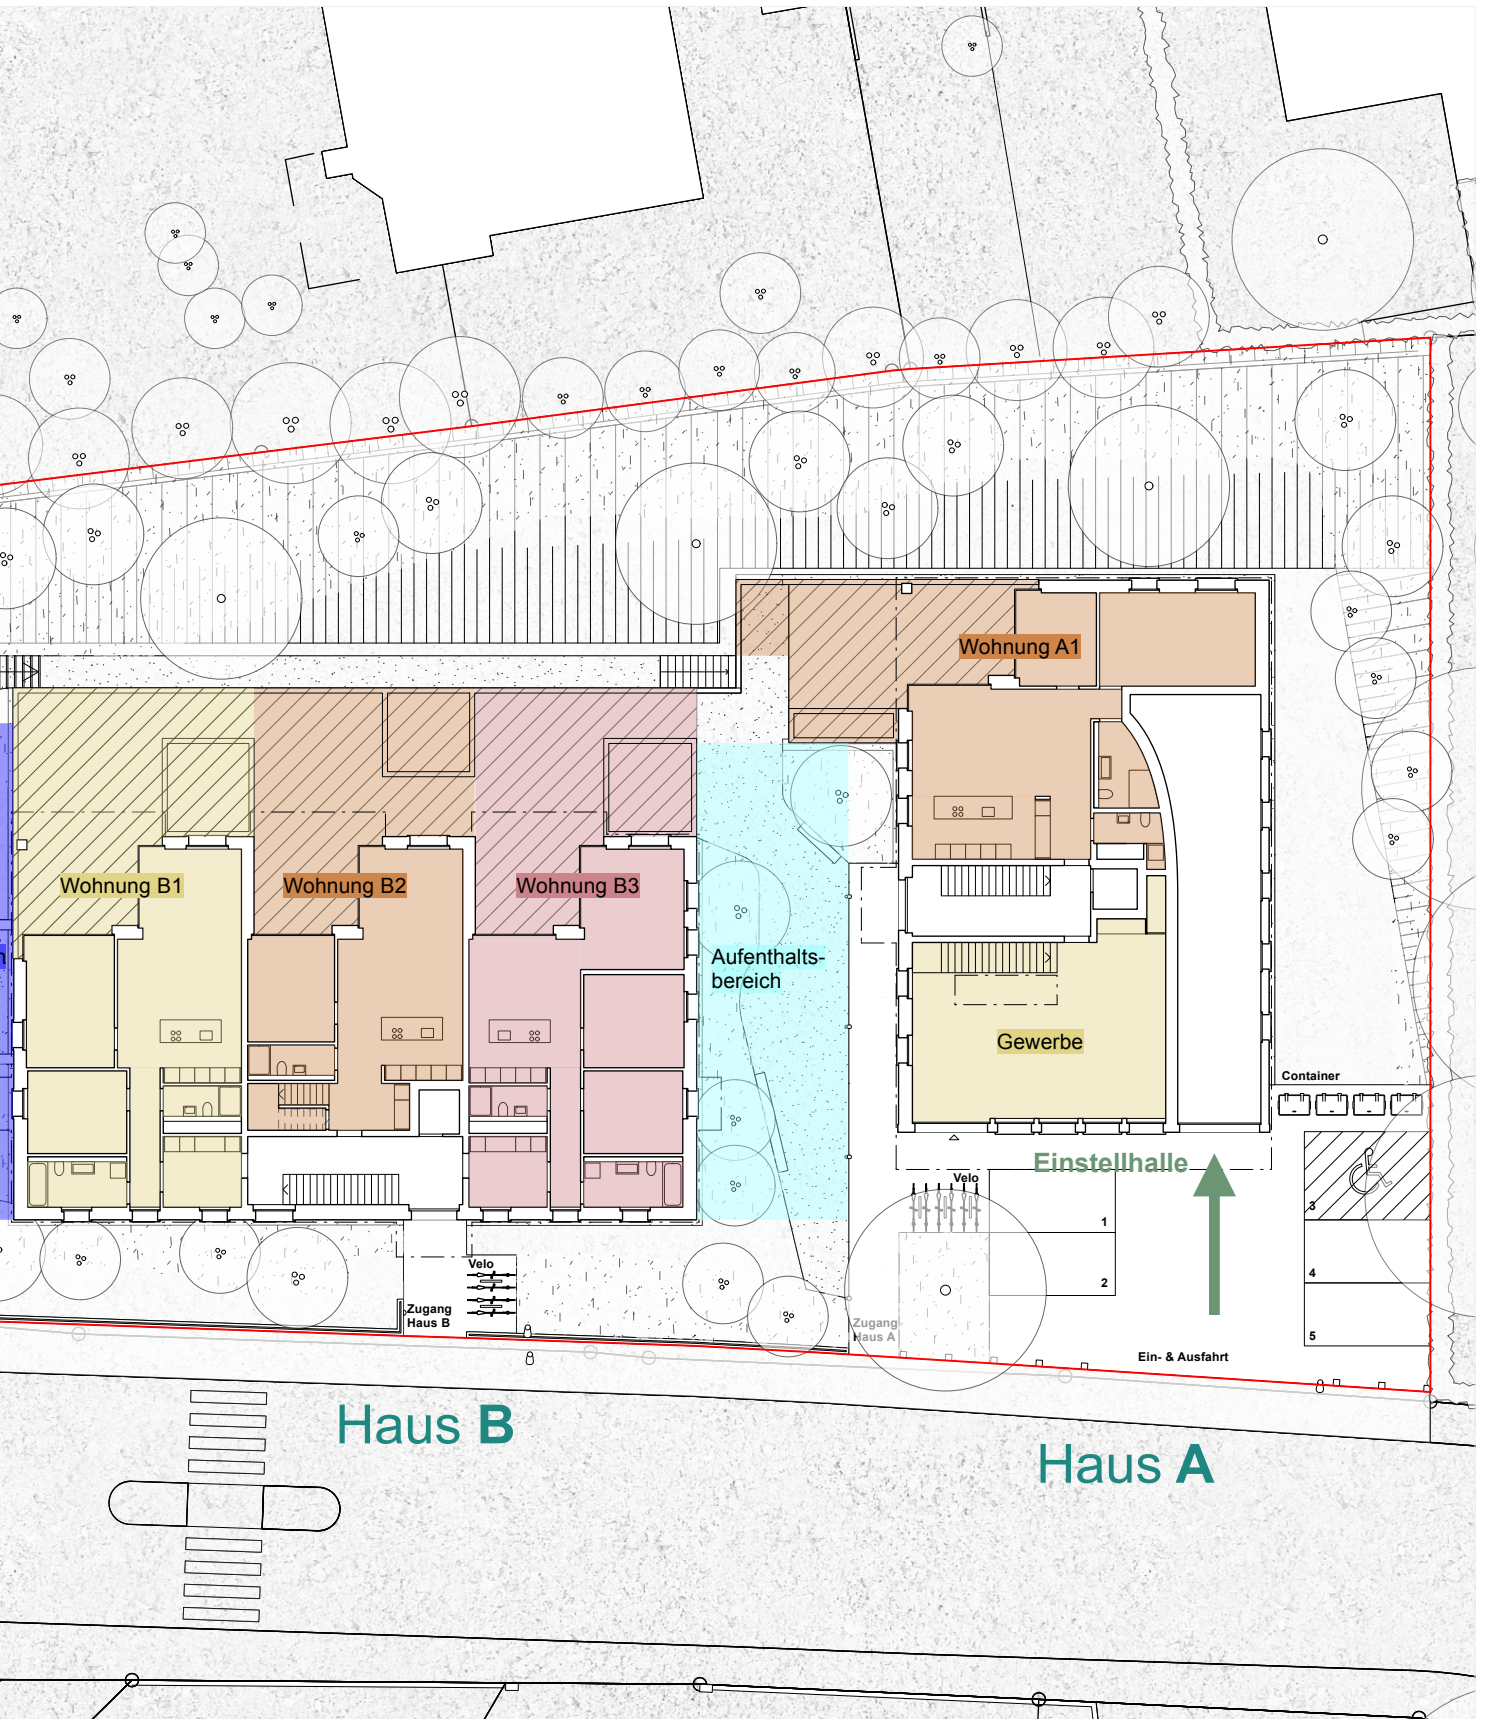 Wohnung A1
Wohnung B1
Wohnung B2
Wohnung B3
Aufenthalts-
bereich
Gewerbe
Container
Einstellhalle
Velo
1
2
3
4
5
Velo
Zugang
Haus B
Zugang
Haus A
Ein- & Ausfahrt
Haus B
Haus A